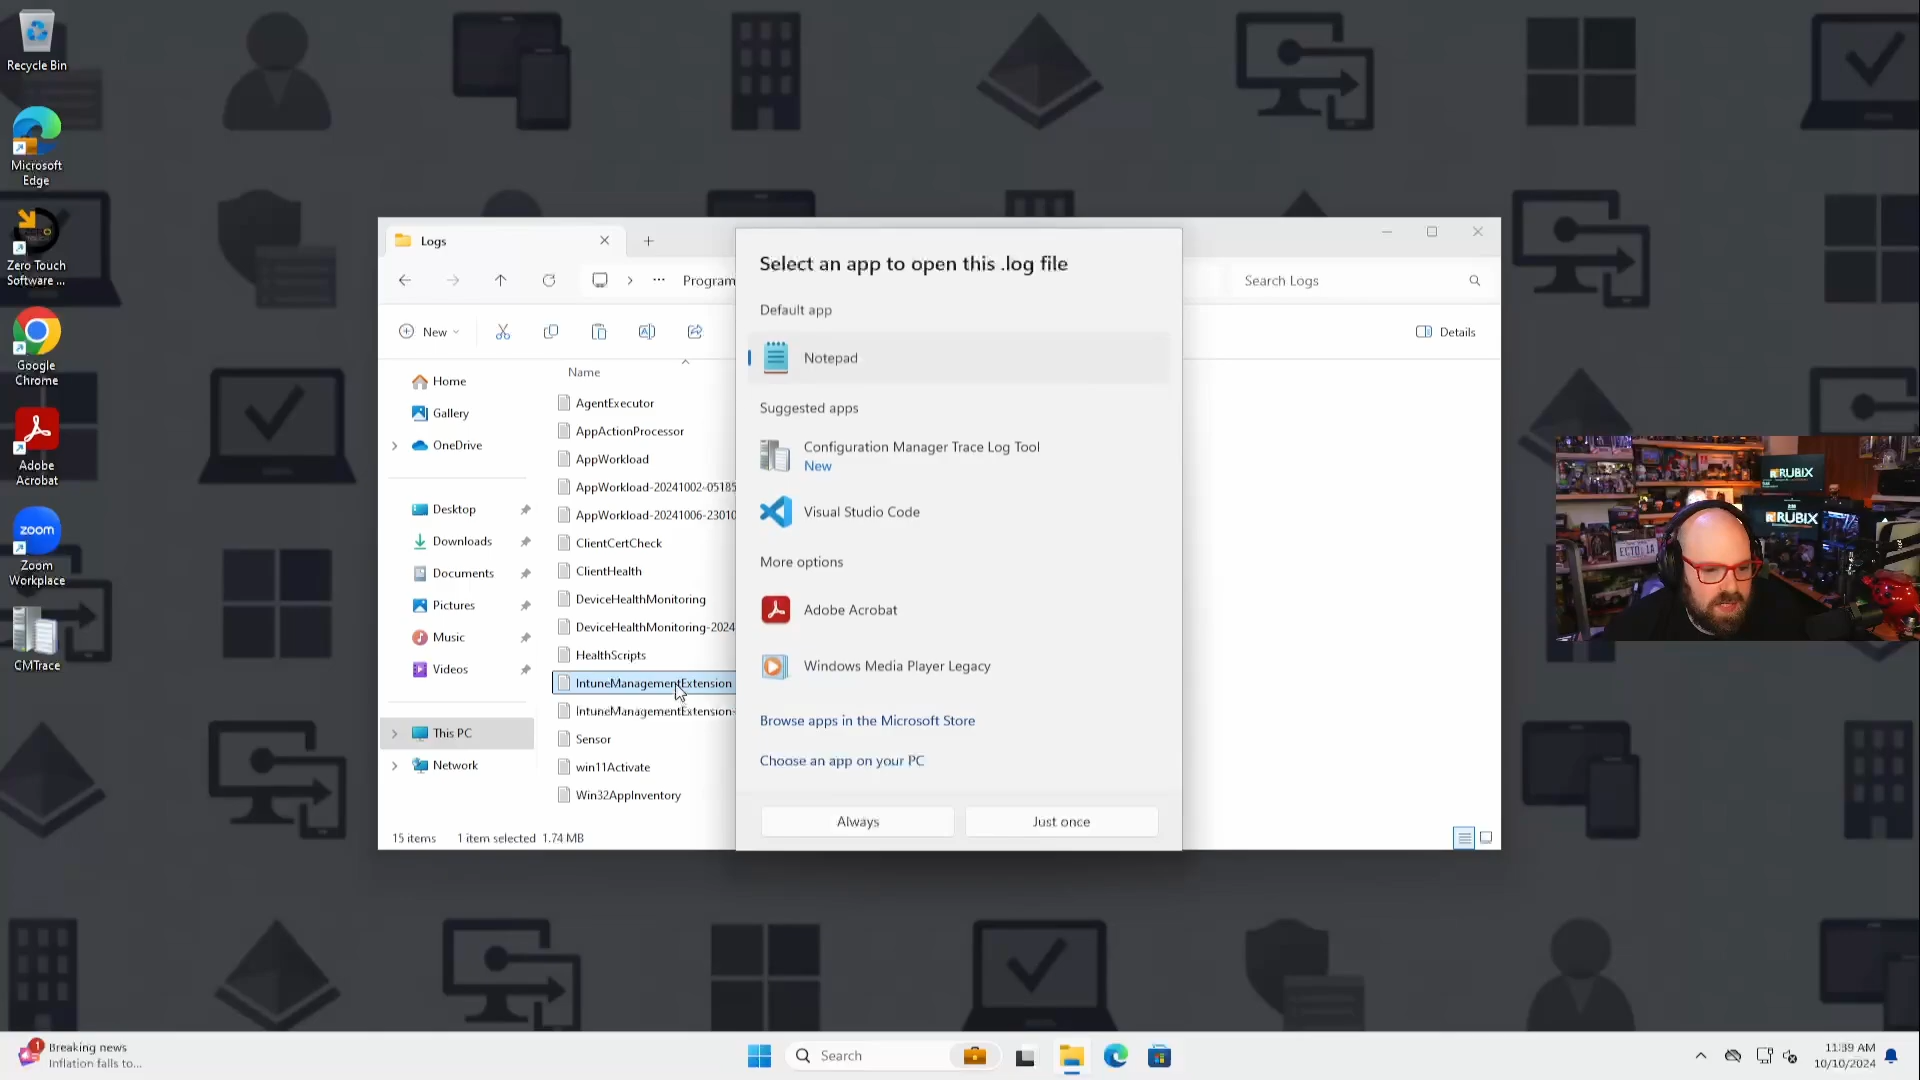 Recycle Bin
Microsoft
Edge
Zero Touch
Software ...
Google
Chrome
Adobe
Acrobat
zoom
Zoom
Workplace
CMTrace
Logs
Program
Search Logs
New
Details
Home
Gallery
OneDrive
Desktop
Downloads
Documents
Pictures
Music
Videos
This PC
Network
Name
AgentExecutor
AppActionProcessor
AppWorkload
AppWorkload-20241002-05185
AppWorkload-20241006-23010
ClientCertCheck
ClientHealth
DeviceHealthMonitoring
DeviceHealthMonitoring-2024
HealthScripts
IntuneManagementExtension
IntuneManagementExtension-
Sensor
win11Activate
Win32AppInventory
15 items
1 item selected 1.74 MB
Select an app to open this .log file
Default app
Notepad
Suggested apps
Configuration Manager Trace Log Tool
New
Visual Studio Code
More options
Adobe Acrobat
Windows Media Player Legacy
Browse apps in the Microsoft Store
Choose an app on your PC
Always
Just once
RUBIX
RUBIX
ECTO-1A
1
Breaking news
Inflation falls to...
Search
11:39 AM
10/10/2024